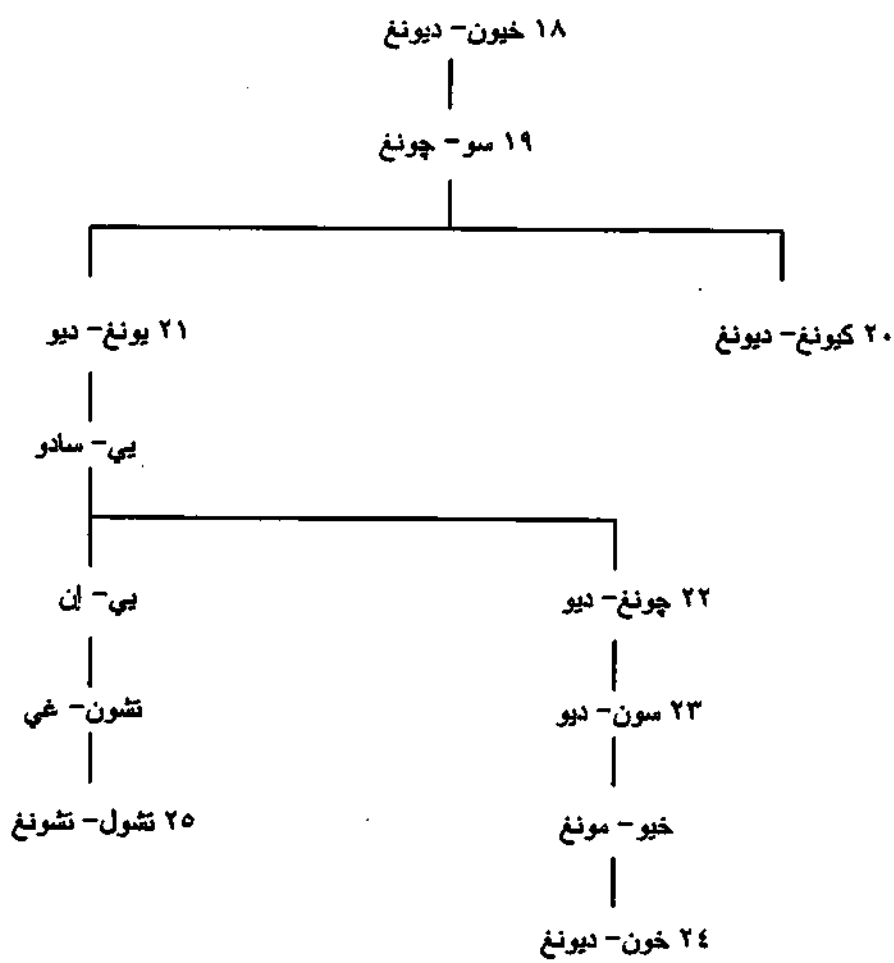 ١٨ خيون- ديونغ
١٩ سو- چونغ
٢٠ كيونغ- ديونغ
٢١ يونغ- ديو
يي- سادو
٢٢ چونغ- ديو
يي- إن
٢٣ سون- ديو
تشون- غي
خيو- مونغ
٢٥ تشول- تشونغ
٢٤ خون- ديونغ